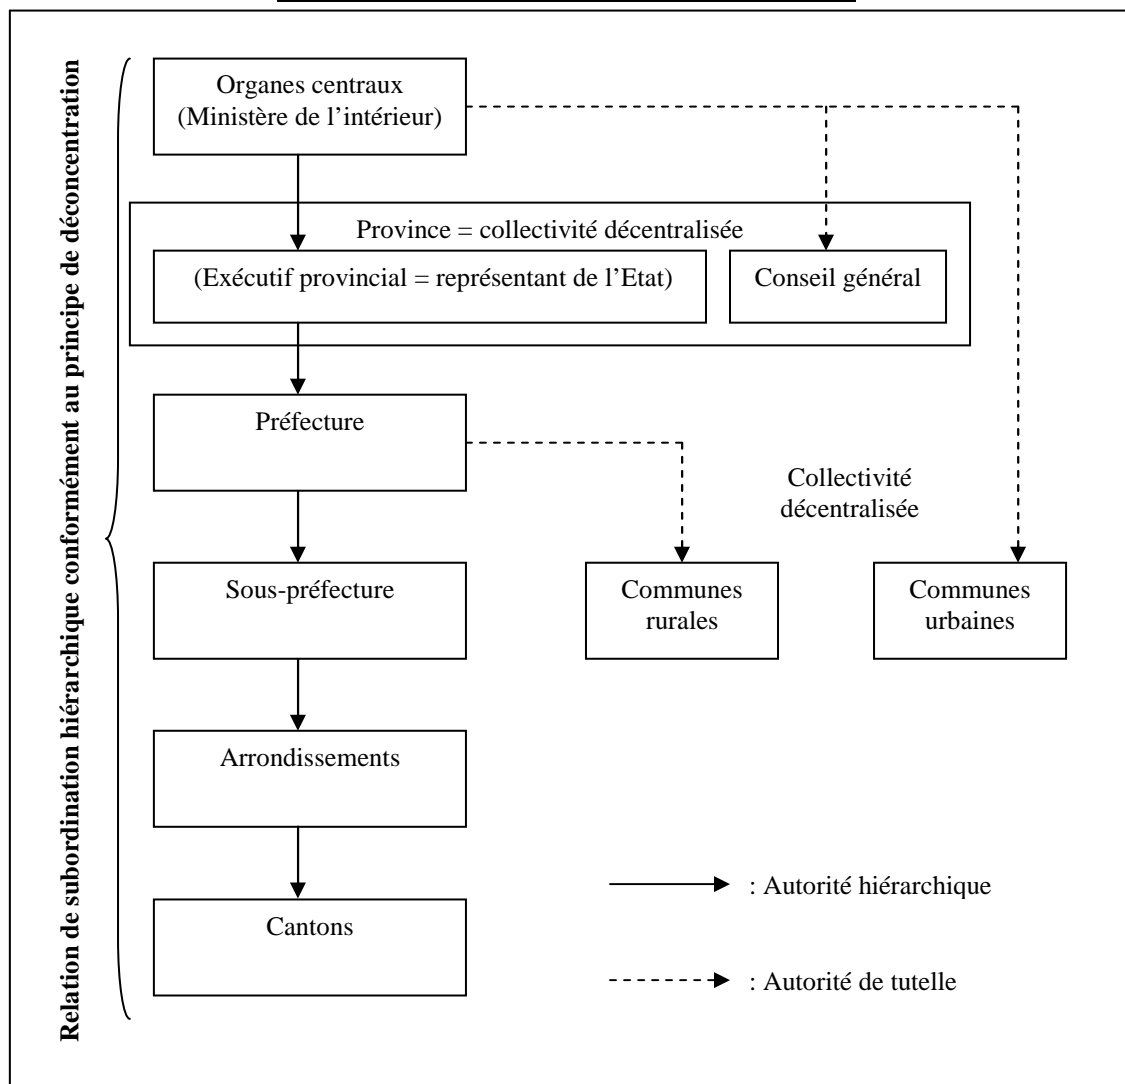 Relation de subordination hiérarchique conformément au principe de déconcentration
Organes centraux
(Ministère de l’intérieur)
Province = collectivité décentralisée
(Exécutif provincial = représentant de l’Etat)
Conseil général
Préfecture
Collectivité
décentralisée
Sous-préfecture
Communes
rurales
Communes
urbaines
Arrondissements
: Autorité hiérarchique
Cantons
: Autorité de tutelle